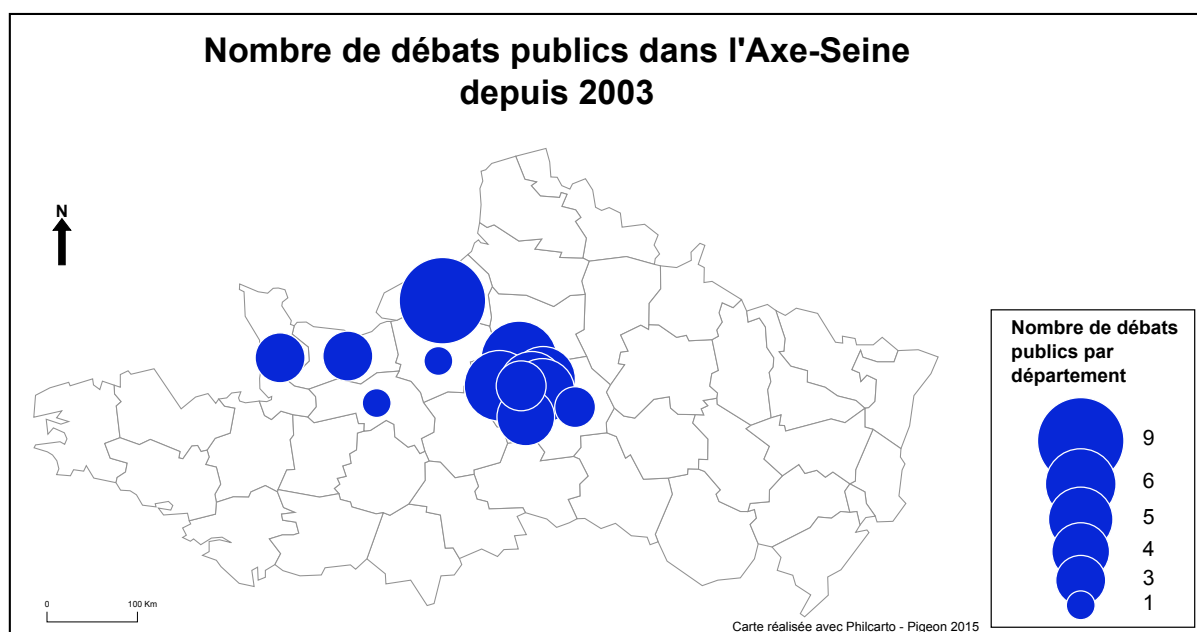 Nombre de débats publics dans l'Axe-Seine
depuis 2003
N
Nombre de débats
publics par
département
9
6
5
4
3
1
0 100 Km
Carte réalisée avec Philcarto - Pigeon 2015